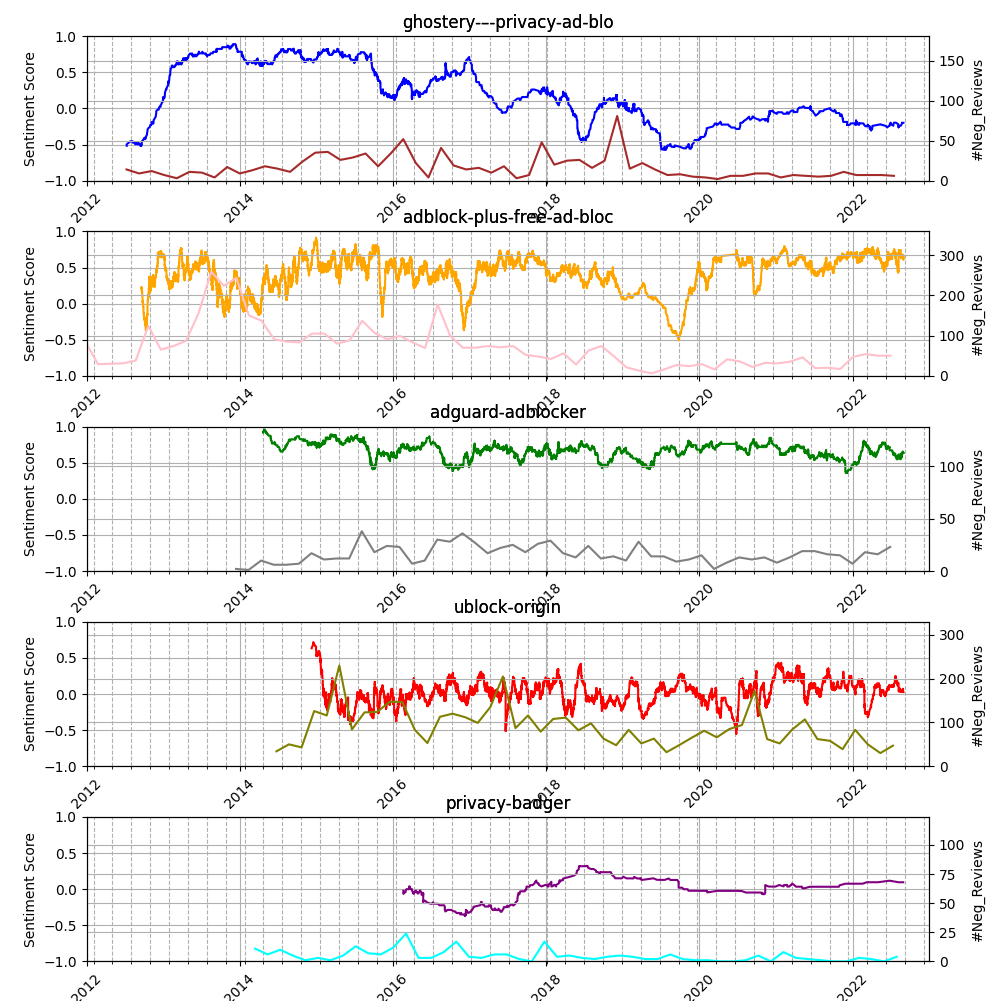 ghostery---privacy-ad-blo
1.0
0.5
0.0
−0.5
−1.0
Sentiment Score
150
100
50
0
#Neg_Reviews
2012 2014 2016 2018 2020 2022
adblock-plus-free-ad-bloc
1.0
0.5
0.0
−0.5
−1.0
Sentiment Score
300
200
100
0
#Neg_Reviews
2012 2014 2016 2018 2020 2022
adguard-adblocker
1.0
0.5
0.0
−0.5
−1.0
Sentiment Score
100
50
0
#Neg_Reviews
2012 2014 2016 2018 2020 2022
ublock-origin
1.0
0.5
0.0
−0.5
−1.0
Sentiment Score
300
200
100
0
#Neg_Reviews
2012 2014 2016 2018 2020 2022
privacy-badger
1.0
0.5
0.0
−0.5
−1.0
Sentiment Score
100
75
50
25
0
#Neg_Reviews
2012 2014 2016 2018 2020 2022